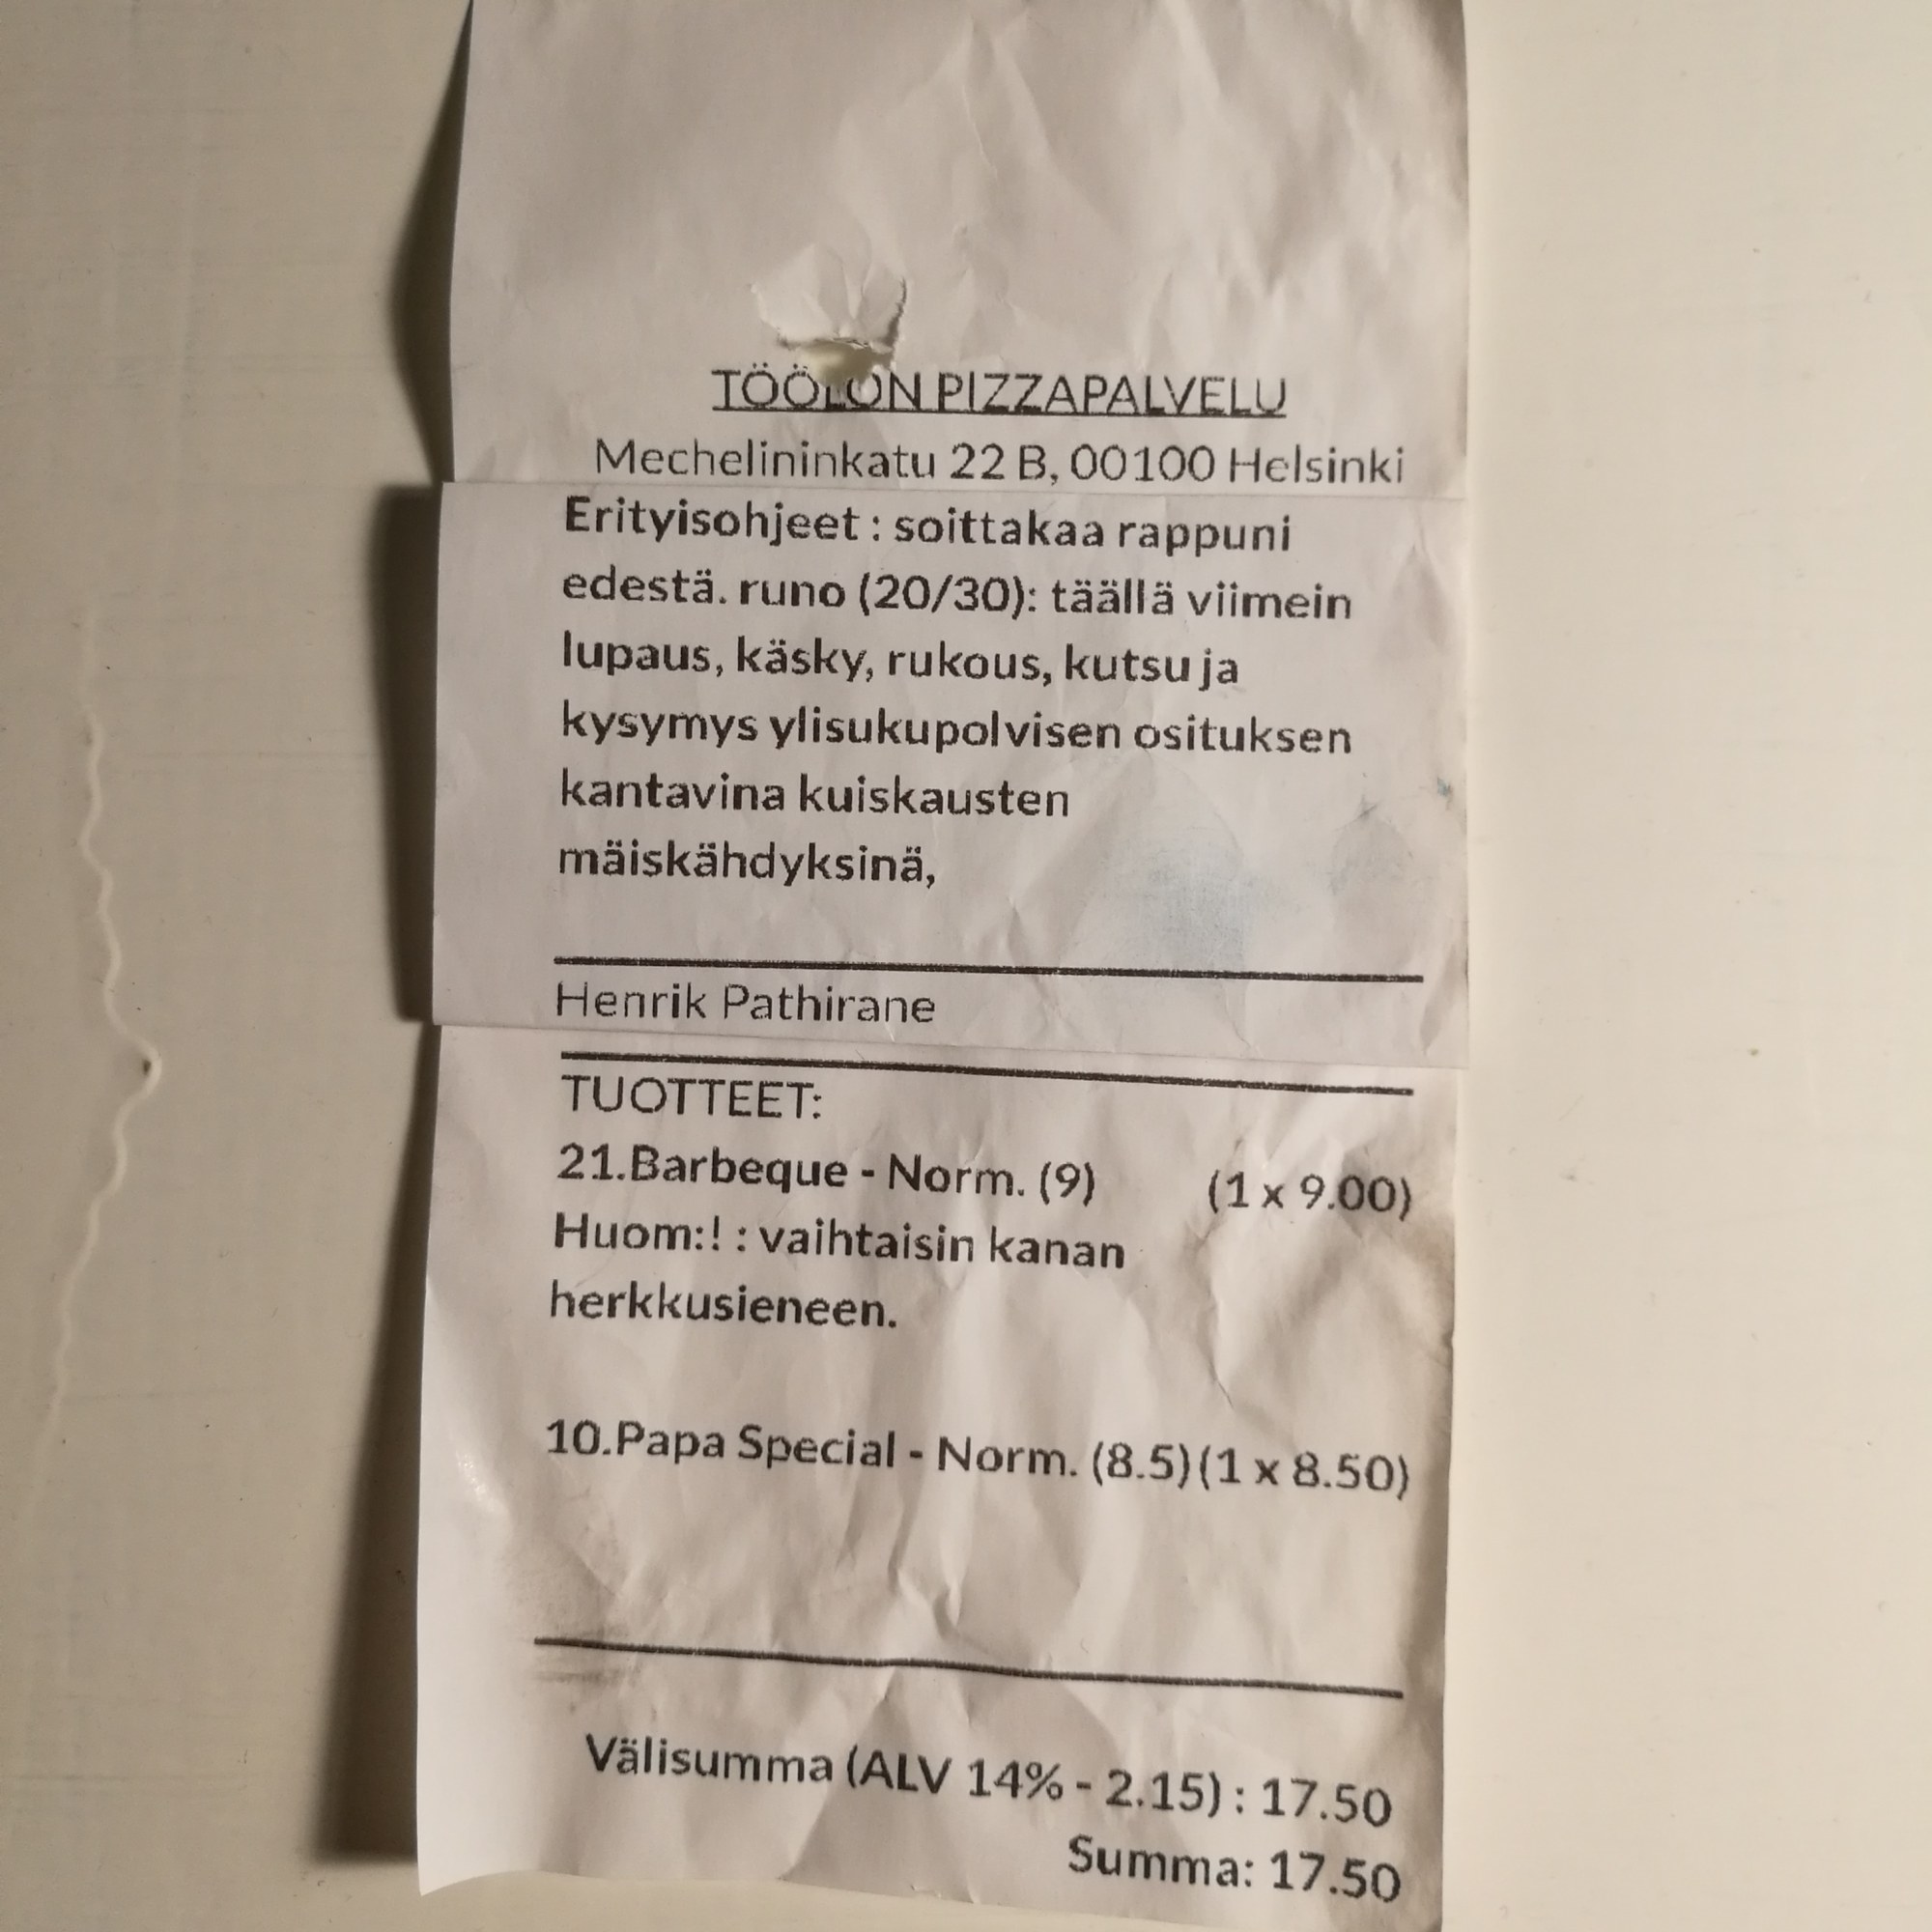 TÖÖLÖN PIZZAPALVELU
Mechelininkatu 22 B, 00100 Helsinki
Erityisohjeet : soittakaa rappuni
edestä. runo (20/30): täällä viimein
lupaus, käsky, rukous, kutsu ja
kysymys ylisukupolvisen osituksen
kantavina kuiskausten
mäiskähdyksinä,
Henrik Pathirane
TUOTTEET:
21.Barbeque - Norm. (9) (1 x 9.00)
Huom:! : vaihtaisin kanan
herkkusieneen.
10.Papa Special - Norm. (8.5)(1 x 8.50)
Välisumma (ALV 14% - 2.15) : 17.50
Summa: 17.50